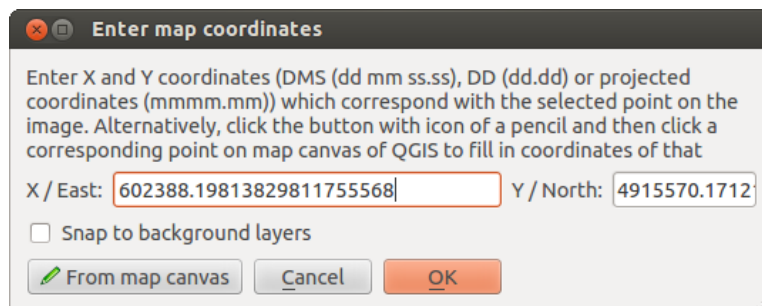 Enter map coordinates
Enter X and Y coordinates (DMS (dd mm ss.ss), DD (dd.dd) or projected
coordinates (mmmm.mm)) which correspond with the selected point on the
image. Alternatively, click the button with icon of a pencil and then click a
corresponding point on map canvas of QGIS to fill in coordinates of that
X / East: 602388.19813829811755568 Y / North: 4915570.1712
Snap to background layers
From map canvas Cancel OK